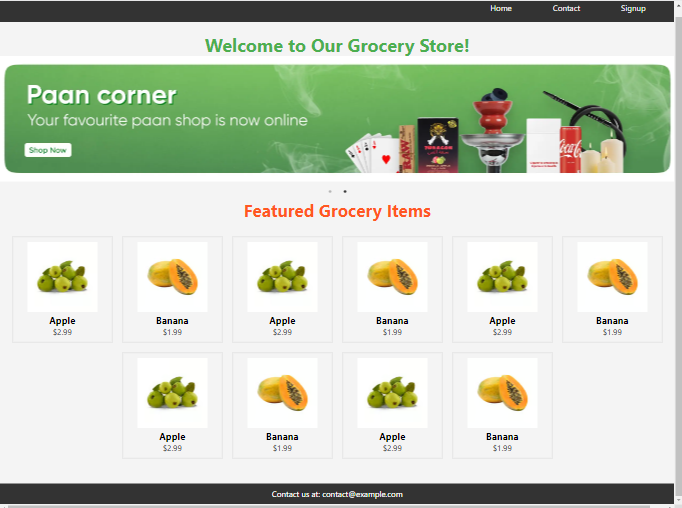 Home Contact Signup
Welcome to Our Grocery Store!
Paan corner
Your favourite paan shop is now online
Shop Now
RAW
Coca-Cola
Featured Grocery Items
Apple Banana Apple Banana Apple Banana
$2.99 $1.99 $2.99 $1.99 $2.99 $1.99
Apple Banana Apple Banana
$2.99 $1.99 $2.99 $1.99
Contact us at: contact@example.com